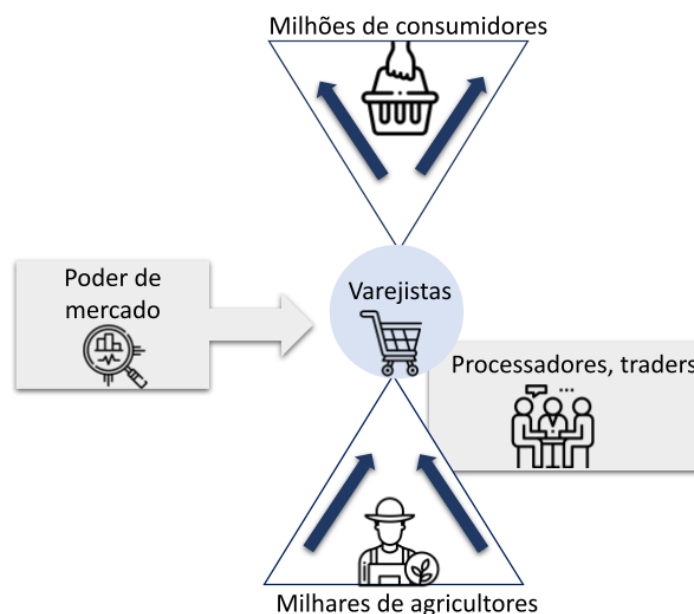 Milhões de consumidores
Poder de
mercado
Varejistas
Processadores, traders
Milhares de agricultores